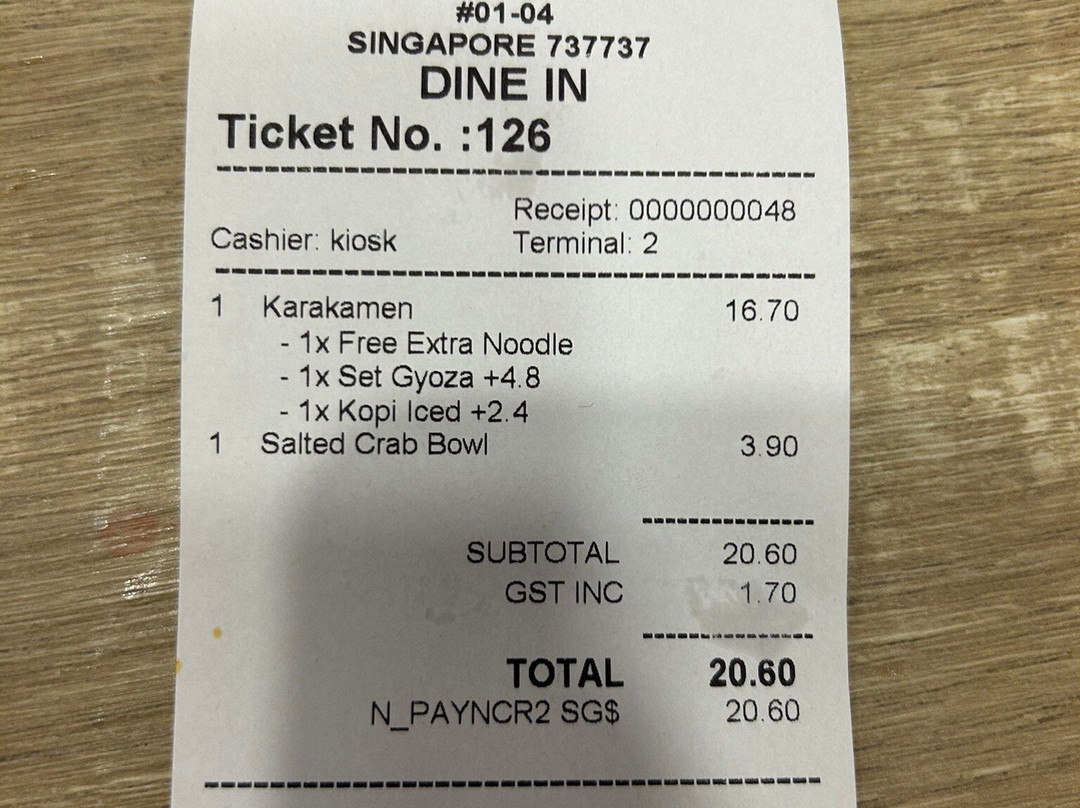 #01-04
SINGAPORE 737737
DINE IN
Ticket No. :126
Receipt: 0000000048
Cashier: kiosk Terminal: 2
1 Karakamen 16.70
- 1x Free Extra Noodle
- 1x Set Gyoza +4.8
- 1x Kopi Iced +2.4
1 Salted Crab Bowl 3.90
SUBTOTAL 20.60
GST INC 1.70
TOTAL 20.60
N_PAYNCR2 SG$ 20.60